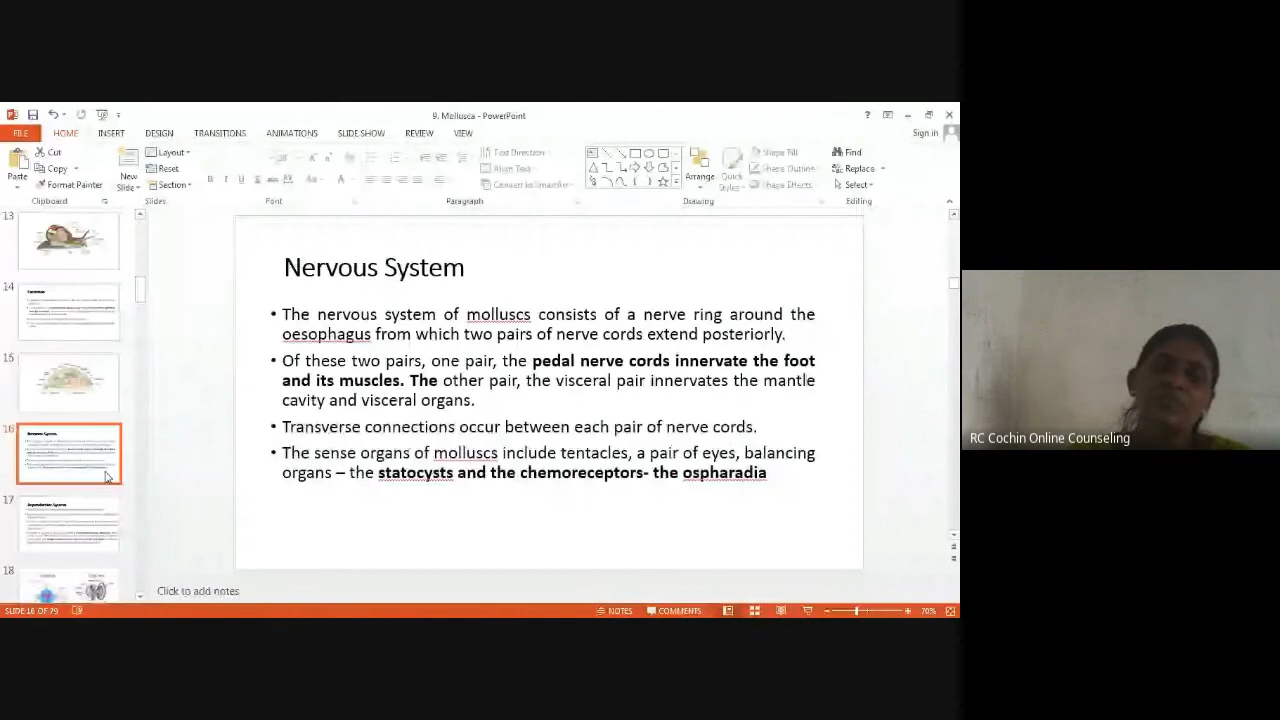 9. Mollusca - PowerPoint
Sign in
FILE HOME INSERT DESIGN TRANSITIONS ANIMATIONS SLIDE SHOW REVIEW VIEW
Paste
Cut
Copy
Format Painter
Clipboard
New
Slide
Layout
Reset
Section
Slides
Font
Text Direction
Align Text
Convert to SmartArt
Paragraph
Arrange
Quick
Styles
Shape Fill
Shape Outline
Shape Effects
Drawing
Find
Replace
Select
Editing
13
14
15
16
17
18
Nervous System
• The nervous system of molluscs consists of a nerve ring around the
oesophagus from which two pairs of nerve cords extend posteriorly.
• Of these two pairs, one pair, the pedal nerve cords innervate the foot
and its muscles. The other pair, the visceral pair innervates the mantle
cavity and visceral organs.
• Transverse connections occur between each pair of nerve cords.
• The sense organs of molluscs include tentacles, a pair of eyes, balancing
organs – the statocysts and the chemoreceptors- the ospharadia
Click to add notes
SLIDE 16 OF 79
NOTES
COMMENTS
70%
RC Cochin Online Counseling